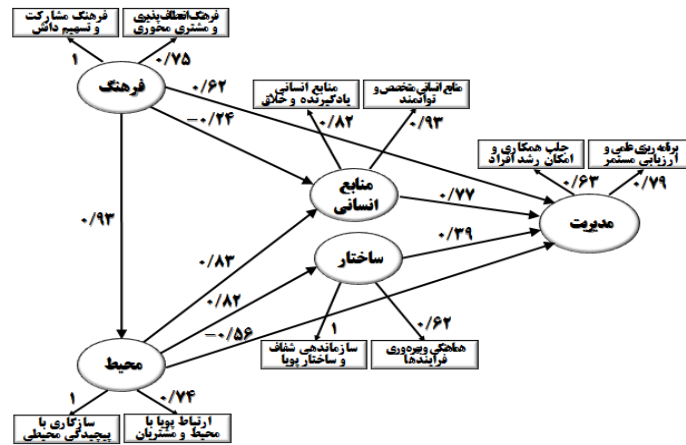 فرهنگ مشارکت
و تسهیم دانش
فرهنگ انعطاف‌پذیری
و مشتری محوری
۱
۰/۷۵
فرهنگ
۰/۶۲
-۰/۲۴
منابع انسانی
یادگیرنده و خلاق
منابع انسانی متخصص و
توانمند
۰/۸۲
۰/۹۳
جلب همکاری و
امکان رشد افراد
برنامه ریزی علمی و
ارزیابی مستمر
۰/۶۳
۰/۷۹
منابع
انسانی
۰/۷۷
مدیریت
۰/۹۳
۰/۸۳
ساختار
۰/۳۹
۰/۸۲
-۰/۵۶
۱
۰/۶۲
سازماندهی شفاف
و ساختار پویا
هماهنگی و بهره‌وری
فرایندها
محیط
۱
۰/۷۴
سازگاری با
پیچیدگی محیطی
ارتباط پویا با
محیط و مشتریان